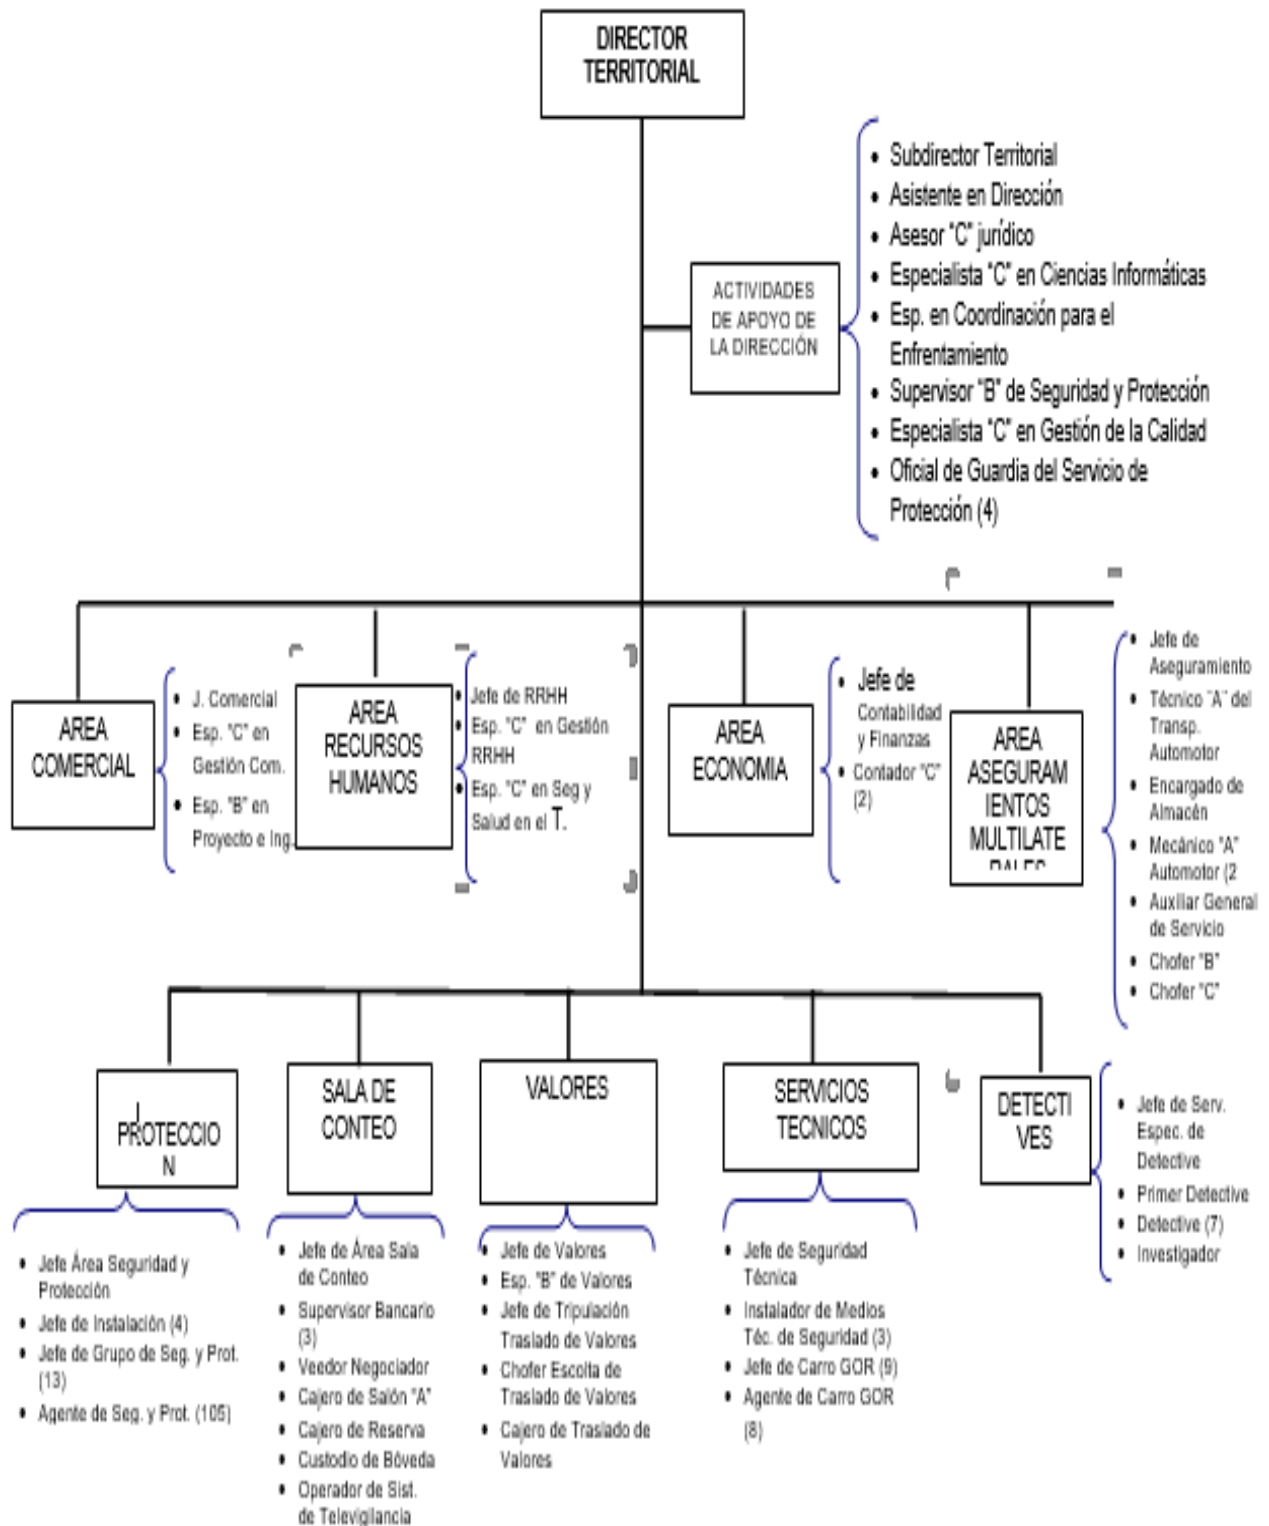 DIRECTOR
TERRITORIAL
ACTIVIDADES
DE APOYO DE
LA DIRECCIÓN
• Subdirector Territorial
• Asistente en Dirección
• Asesor "C" jurídico
• Especialista "C" en Ciencias Informáticas
• Esp. en Coordinación para el
Enfrentamiento
• Supervisor "B" de Seguridad y Protección
• Especialista "C" en Gestión de la Calidad
• Oficial de Guardia del Servicio de
Protección (4)
AREA
COMERCIAL
• J. Comercial
• Esp. "C" en
Gestión Com.
• Esp. "B" en
Proyecto e Ing.
AREA
RECURSOS
HUMANOS
• Jefe de RRHH
• Esp. "C" en Gestión
RRHH
• Esp. "C" en Seg y
Salud en el T.
AREA
ECONOMIA
• Jefe de
Contabilidad
y Finanzas
• Contador "C"
(2)
AREA
ASEGURAM
IENTOS
MULTILATE
RALES
• Jefe de
Aseguramiento
• Técnico ¨A¨ del
Transp.
Automotor
• Encargado de
Almacén
• Mecánico "A"
Automotor (2
• Auxiliar General
de Servicio
• Chofer "B"
• Chofer "C"
PROTECCIO
N
• Jefe Área Seguridad y
Protección
• Jefe de Instalación (4)
• Jefe de Grupo de Seg. y Prot.
(13)
• Agente de Seg. y Prot. (105)
SALA DE
CONTEO
• Jefe de Área Sala
de Conteo
• Supervisor Bancario
(3)
• Veedor Negociador
• Cajero de Salón "A"
• Cajero de Reserva
• Custodio de Bóveda
• Operador de Sist.
de Televigilancia
VALORES
• Jefe de Valores
• Esp. "B" de Valores
• Jefe de Tripulación
Traslado de Valores
• Chofer Escolta de
Traslado de Valores
• Cajero de Traslado de
Valores
SERVICIOS
TECNICOS
• Jefe de Seguridad
Técnica
• Instalador de Medios
Téc. de Seguridad (3)
• Jefe de Carro GOR (9)
• Agente de Carro GOR
(8)
DETECTI
VES
• Jefe de Serv.
Espec. de
Detective
• Primer Detective
• Detective (7)
• Investigador